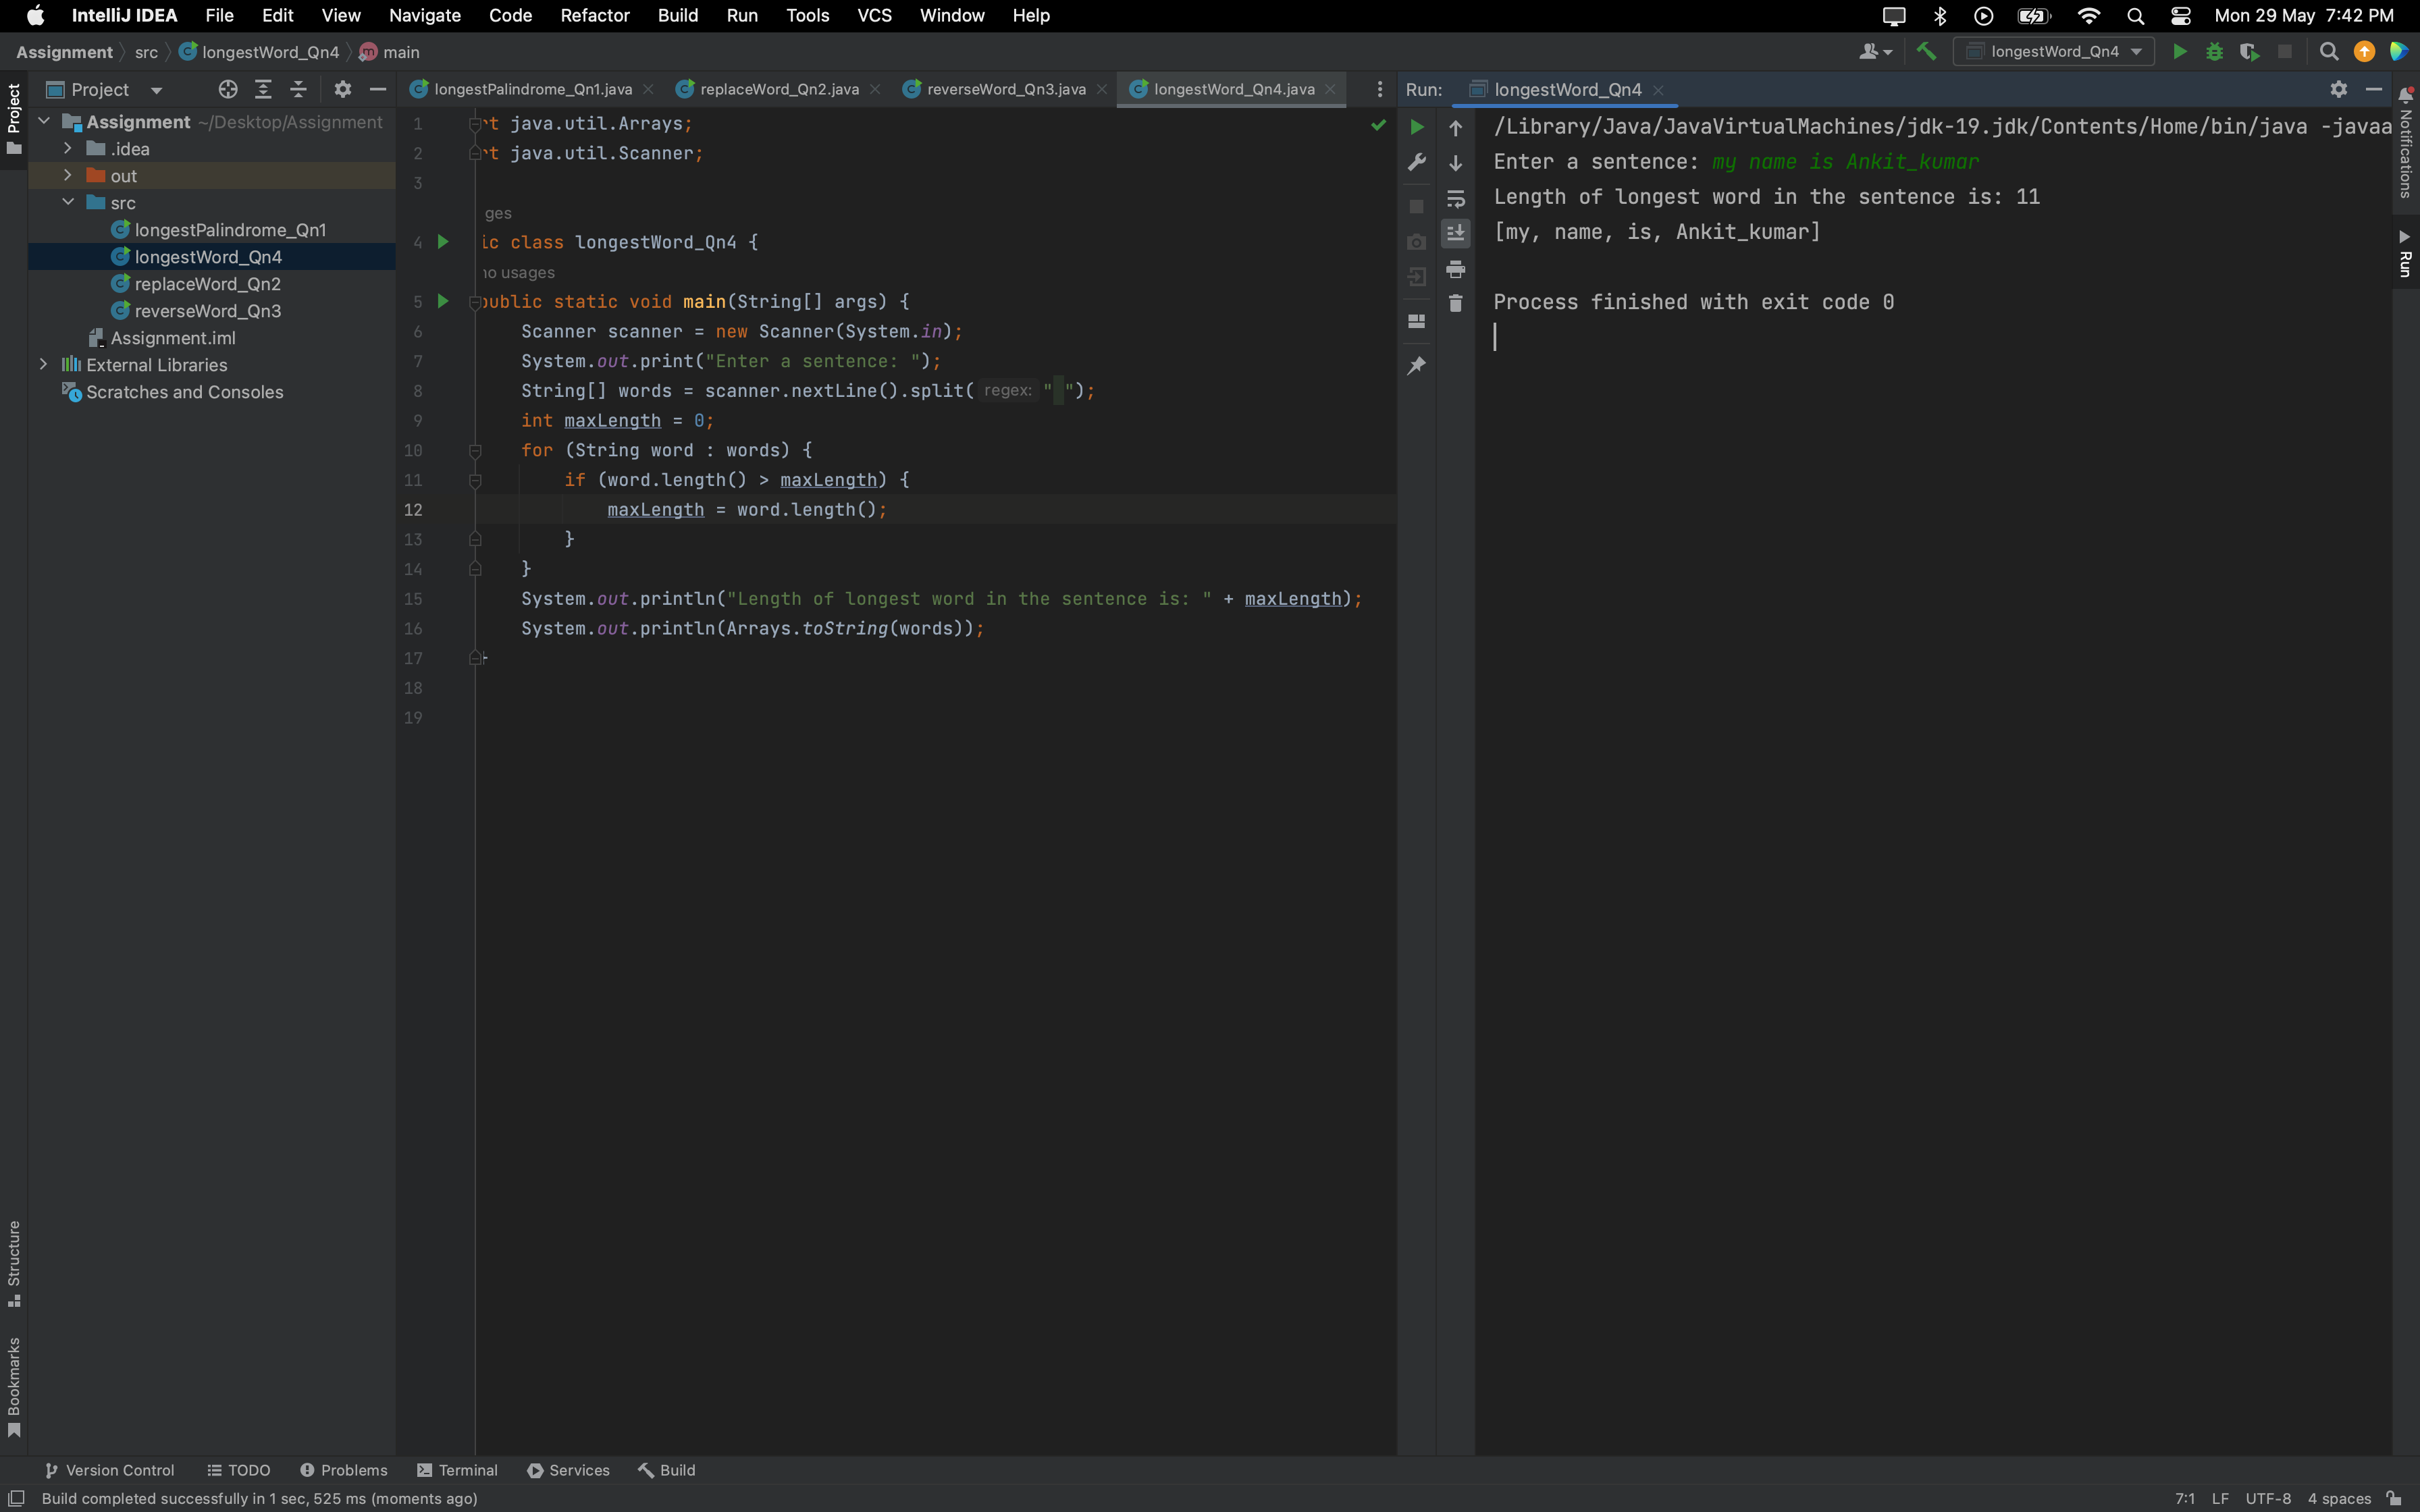 IntelliJ IDEA File Edit View Navigate Code Refactor Build Run Tools VCS Window Help Mon 29 May 7:42 PM
Assignment src longestWord_Qn4 main longestWord_Qn4
Project
Project
Assignment ~/Desktop/Assignment
.idea
out
src
longestPalindrome_Qn1
longestWord_Qn4
replaceWord_Qn2
reverseWord_Qn3
Assignment.iml
External Libraries
Scratches and Consoles
Structure
Bookmarks
longestPalindrome_Qn1.java replaceWord_Qn2.java reverseWord_Qn3.java longestWord_Qn4.java
1 rt java.util.Arrays;
2 rt java.util.Scanner;
3
ges
4 ic class longestWord_Qn4 {
no usages
5 public static void main(String[] args) {
6 Scanner scanner = new Scanner(System.in);
7 System.out.print("Enter a sentence: ");
8 String[] words = scanner.nextLine().split( regex: " ");
9 int maxLength = 0;
10 for (String word : words) {
11 if (word.length() > maxLength) {
12 maxLength = word.length();
13 }
14 }
15 System.out.println("Length of longest word in the sentence is: " + maxLength);
16 System.out.println(Arrays.toString(words));
17
18
19
Run: longestWord_Qn4
/Library/Java/JavaVirtualMachines/jdk-19.jdk/Contents/Home/bin/java -javaa
Enter a sentence: my name is Ankit_kumar
Length of longest word in the sentence is: 11
[my, name, is, Ankit_kumar]
Process finished with exit code 0
Notifications
Run
Version Control TODO Problems Terminal Services Build
Build completed successfully in 1 sec, 525 ms (moments ago) 7:1 LF UTF-8 4 spaces